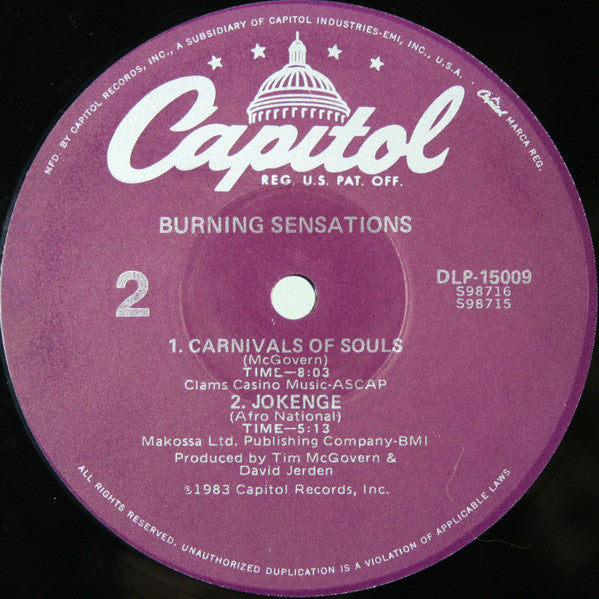 MFD. BY CAPITOL RECORDS, INC., A SUBSIDIARY OF CAPITOL INDUSTRIES-EMI, INC., U.S.A.
Capitol MARCA REG.
Capitol
REG. U.S. PAT. OFF.
BURNING SENSATIONS
2
DLP-15009
S98716
S98715
1. CARNIVALS OF SOULS
(McGovern)
TIME—8:03
Clams Casino Music-ASCAP
2. JOKENGE
(Afro National)
TIME—5:13
Makossa Ltd. Publishing Company-BMI
Produced by Tim McGovern &
David Jerden
℗1983 Capitol Records, Inc.
ALL RIGHTS RESERVED, UNAUTHORIZED DUPLICATION IS A VIOLATION OF APPLICABLE LAWS